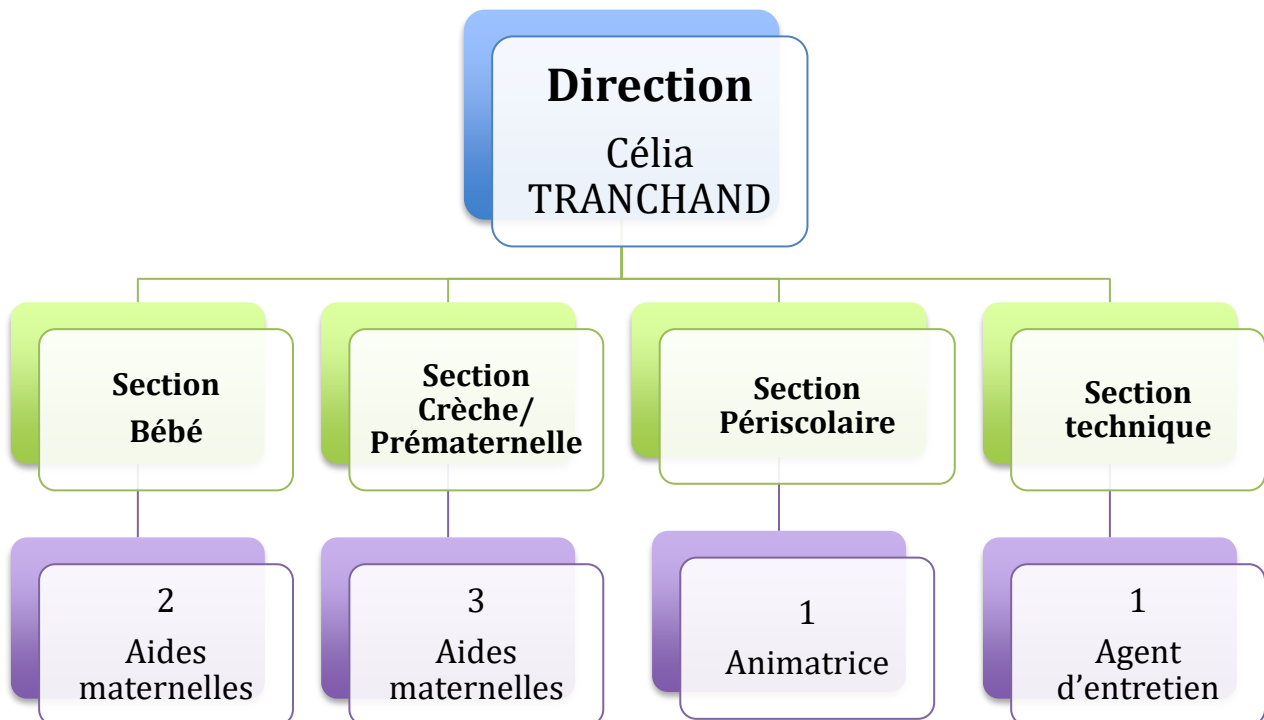 Direction
Célia
TRANCHAND
Section
Bébé
Section
Crèche/
Prématernelle
Section
Périscolaire
Section
technique
2
Aides
maternelles
3
Aides
maternelles
1
Animatrice
1
Agent
d’entretien